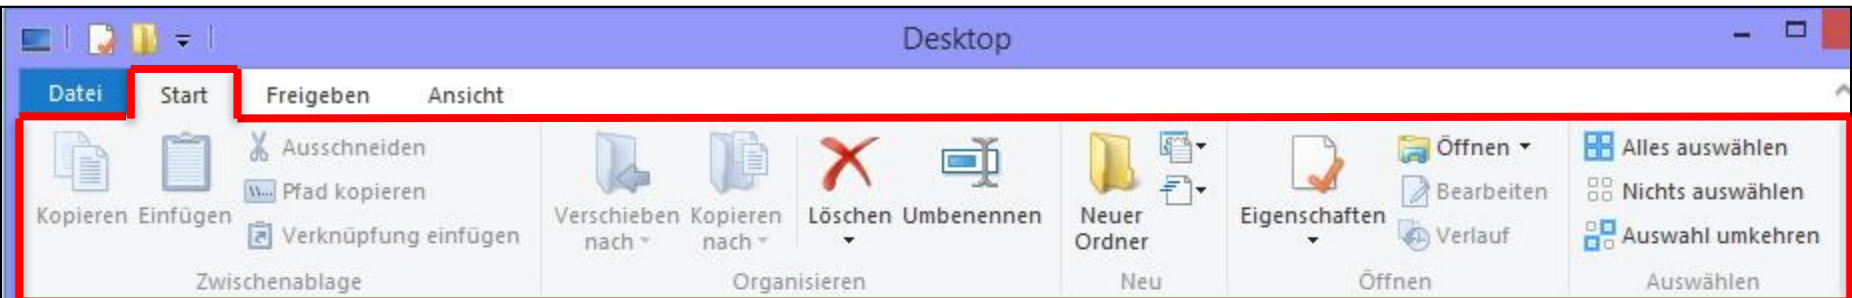 Desktop
Datei Start Freigeben Ansicht
Kopieren
Einfügen
Ausschneiden
Pfad kopieren
Verknüpfung einfügen
Zwischenablage
Verschieben
nach
Kopieren
nach
Löschen
Umbenennen
Organisieren
Neuer
Ordner
Neu
Eigenschaften
Öffnen
Bearbeiten
Verlauf
Öffnen
Alles auswählen
Nichts auswählen
Auswahl umkehren
Auswählen